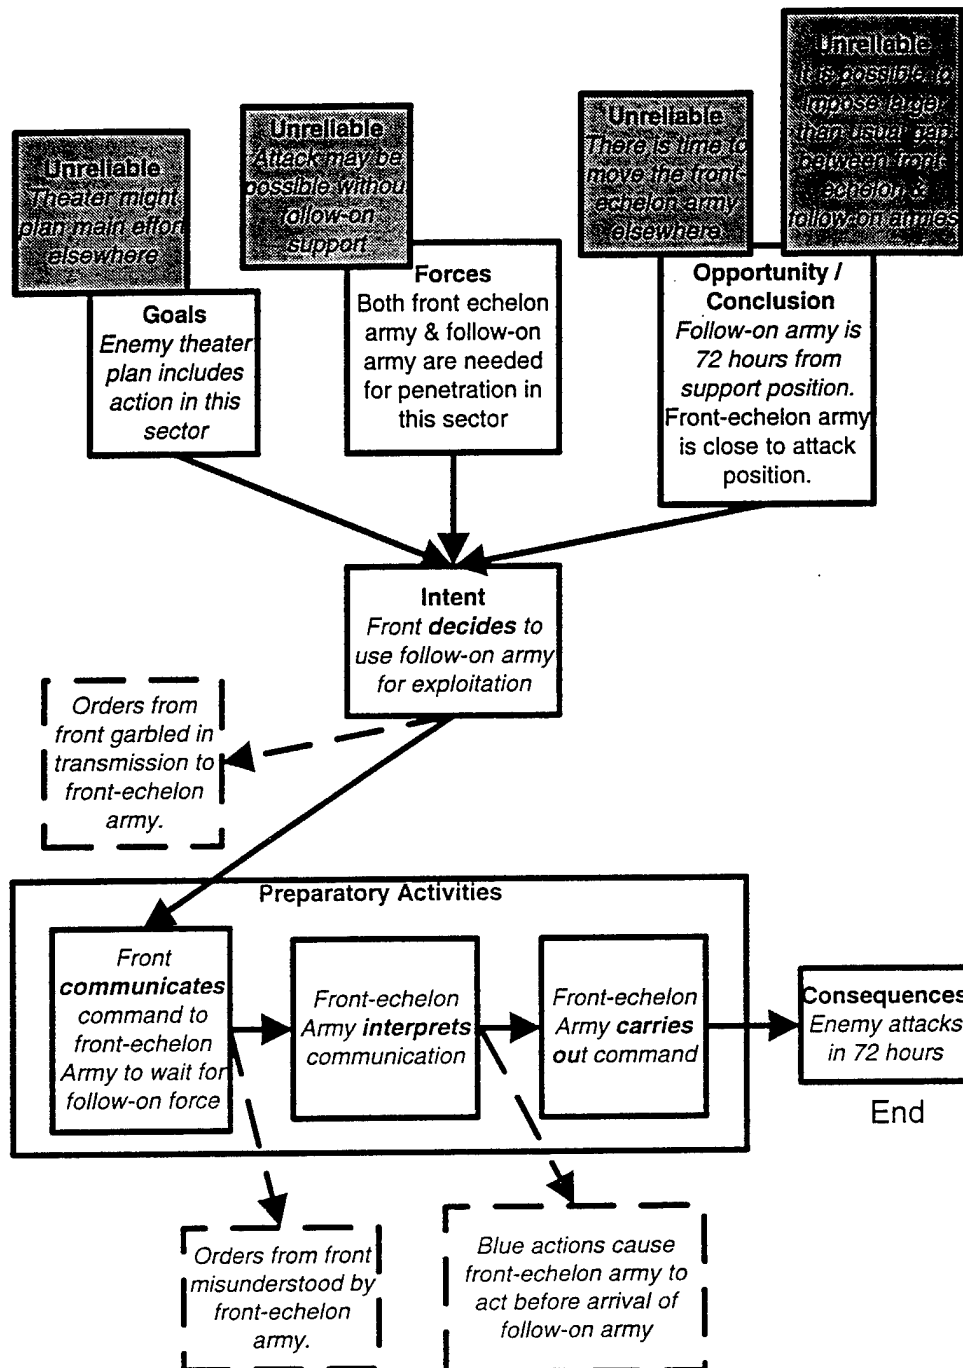 Unreliable
It is possible to
impose larger
than usual gap
between front
echelon &
follow-on armies
Unreliable
Theater might
plan main effort
elsewhere
Unreliable
Attack may be
possible without
follow-on
support
Unreliable
There is time to
move the front-
echelon army
elsewhere
Goals
Enemy theater
plan includes
action in this
sector
Forces
Both front echelon
army & follow-on
army are needed
for penetration in
this sector
Opportunity /
Conclusion
Follow-on army is
72 hours from
support position.
Front-echelon army
is close to attack
position.
Intent
Front decides to
use follow-on army
for exploitation
Orders from
front garbled in
transmission to
front-echelon
army.
Preparatory Activities
Front
communicates
command to
front-echelon
Army to wait for
follow-on force
Front-echelon
Army interprets
communication
Front-echelon
Army carries
out command
Consequences
Enemy attacks
in 72 hours
End
Orders from front
misunderstood by
front-echelon
army.
Blue actions cause
front-echelon army to
act before arrival of
follow-on army